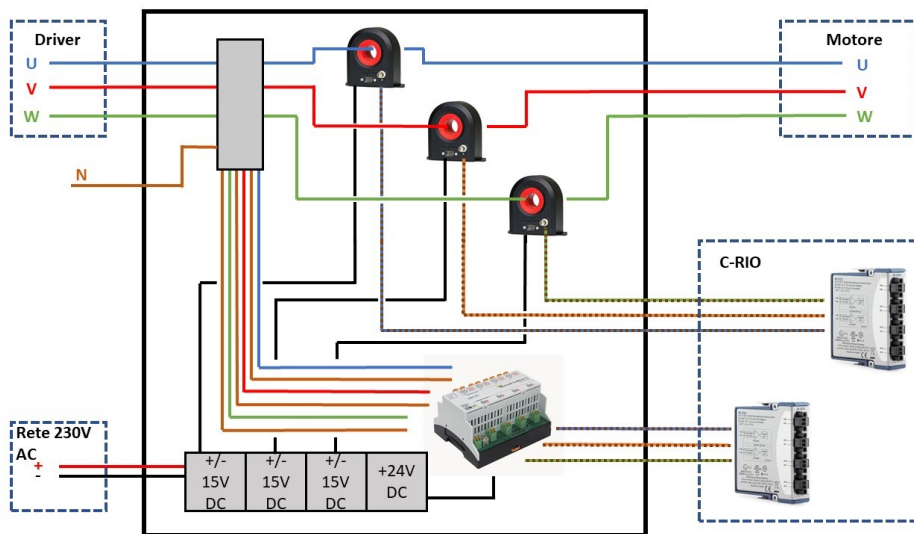 Driver
U
V
W
N
Motore
U
V
W
C-RIO
Rete 230V
AC
+
-
+/-
15V
DC
+/-
15V
DC
+/-
15V
DC
+24V
DC